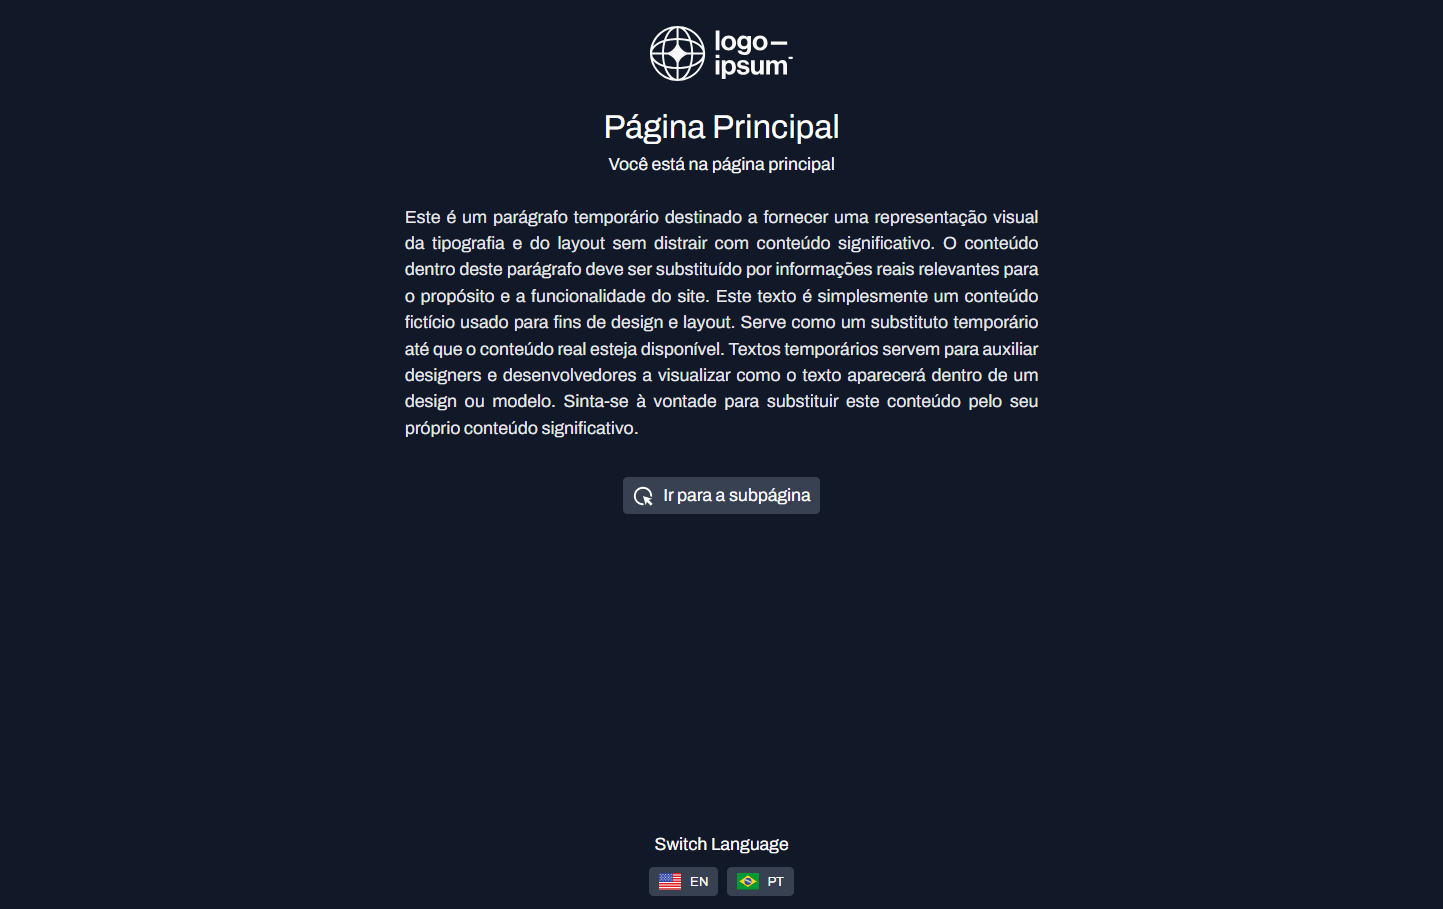 logo–
ipsum
Página Principal
Você está na página principal
Este é um parágrafo temporário destinado a fornecer uma representação visual
da tipografia e do layout sem distrair com conteúdo significativo. O conteúdo
dentro deste parágrafo deve ser substituído por informações reais relevantes para
o propósito e a funcionalidade do site. Este texto é simplesmente um conteúdo
fictício usado para fins de design e layout. Serve como um substituto temporário
até que o conteúdo real esteja disponível. Textos temporários servem para auxiliar
designers e desenvolvedores a visualizar como o texto aparecerá dentro de um
design ou modelo. Sinta-se à vontade para substituir este conteúdo pelo seu
próprio conteúdo significativo.
Ir para a subpágina
Switch Language
EN PT